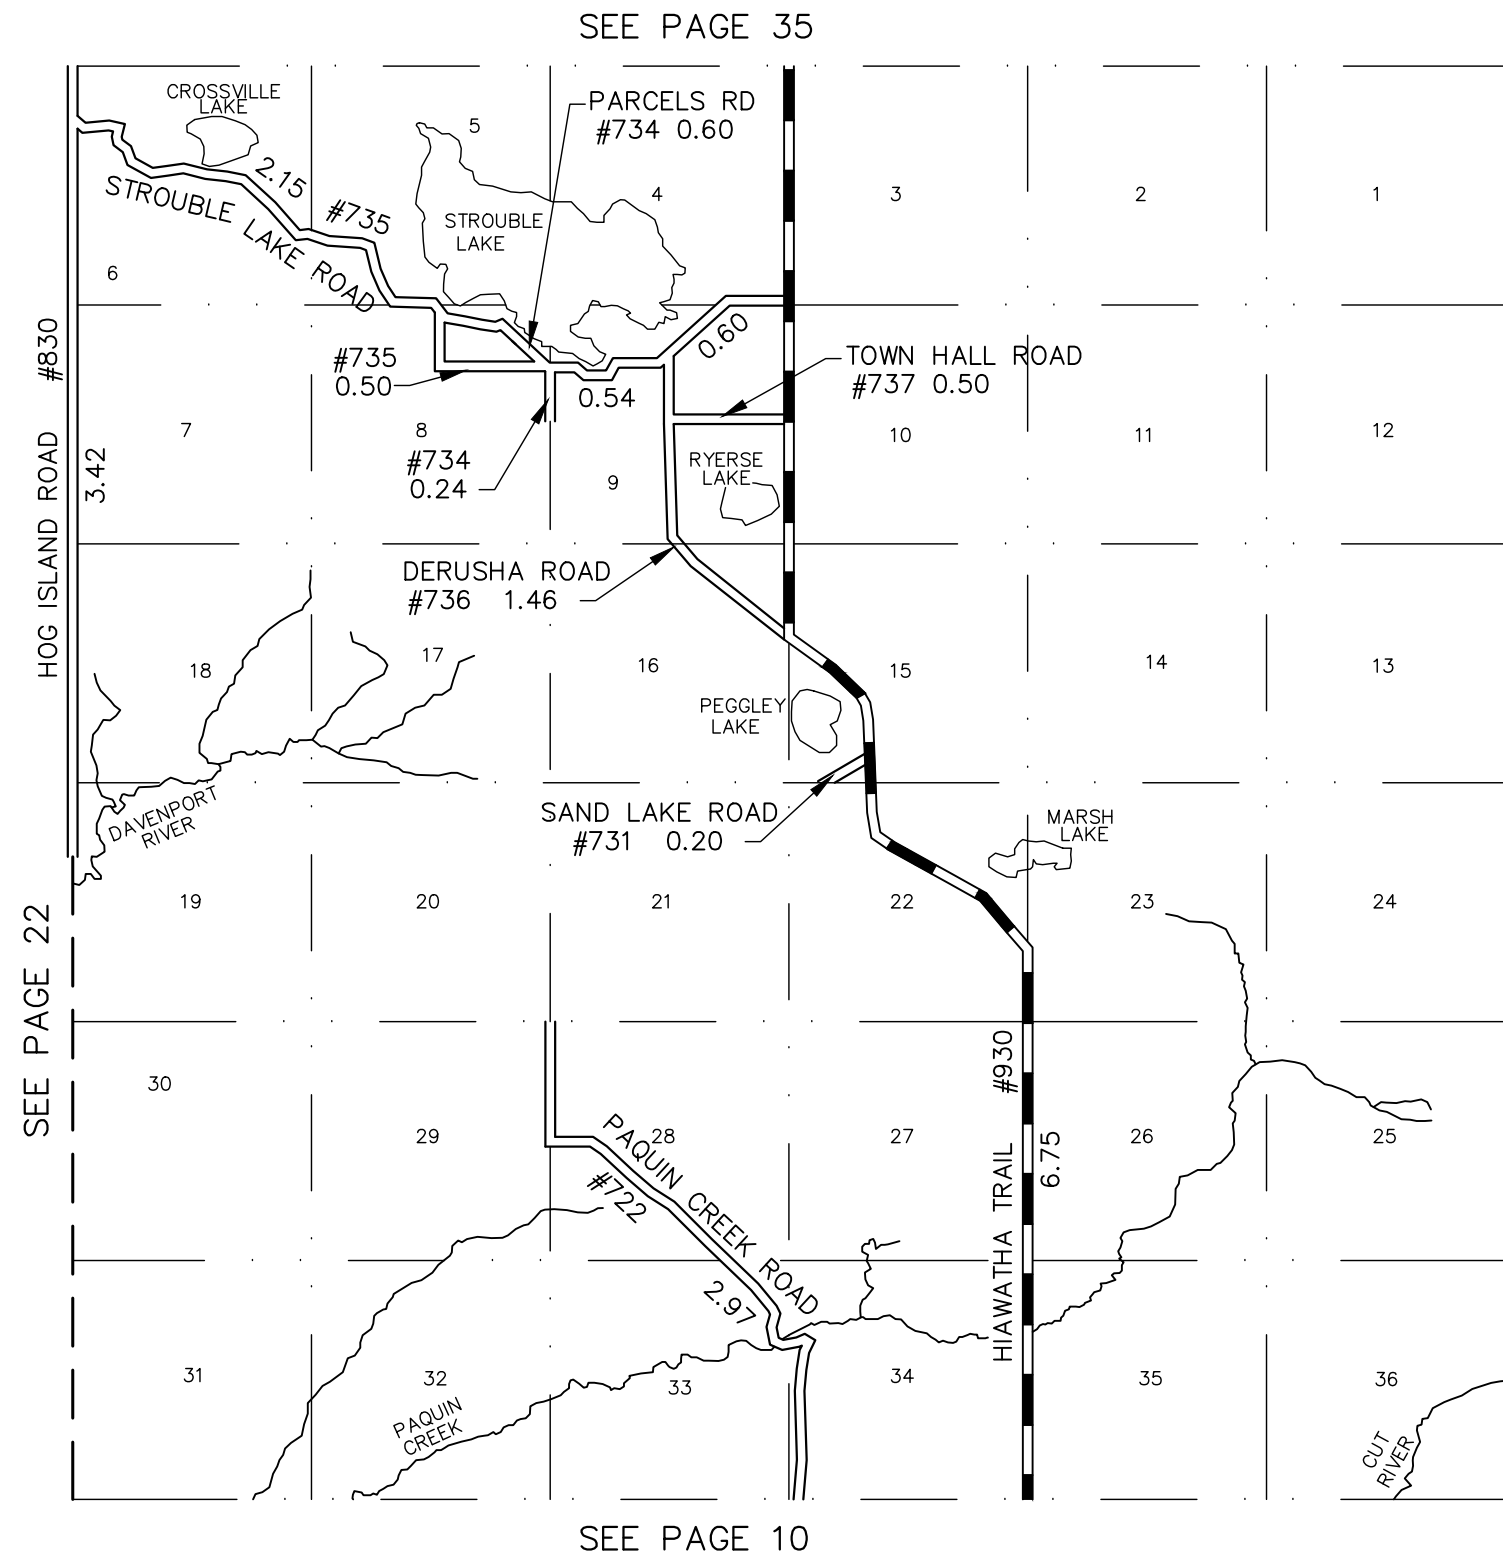 SEE PAGE 35
CROSSVILLE
LAKE
5
PARCELS RD
#734 0.60
2.15
STROUBLE LAKE ROAD
#735
STROUBLE
LAKE
4
3
2
1
6
#830
#735
0.50
0.54
0.60
TOWN HALL ROAD
#737 0.50
7
8
#734
0.24
9
RYERSE
LAKE
10
11
12
HOG ISLAND ROAD
3.42
DERUSHA ROAD
#736 1.46
18
17
16
15
14
13
PEGGLEY
LAKE
DAVENPORT
RIVER
SAND LAKE ROAD
#731 0.20
MARSH
LAKE
19
20
21
22
23
24
SEE PAGE 22
30
29
28
27
26
25
#930
HIAWATHA TRAIL
6.75
PAQUIN CREEK ROAD
#722
2.97
31
32
33
34
35
36
PAQUIN
CREEK
CUT
RIVER
SEE PAGE 10